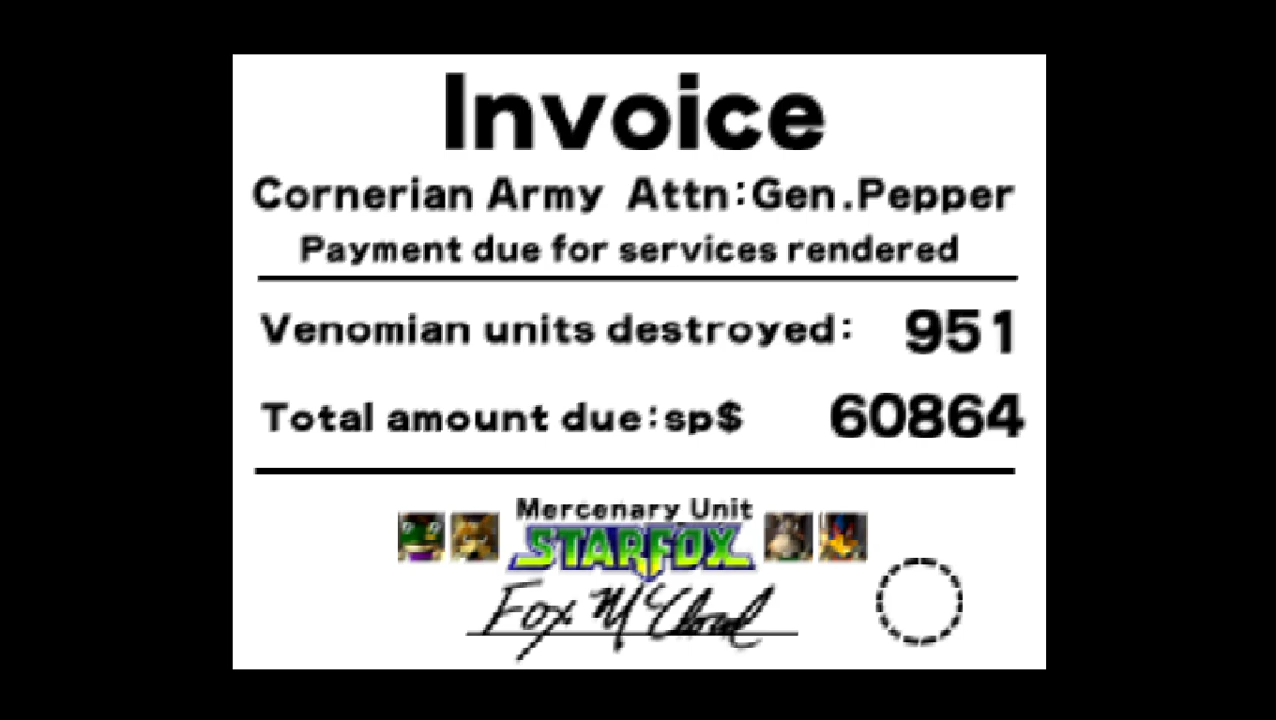 Invoice
Cornerian Army Attn:Gen.Pepper
Payment due for services rendered
Venomian units destroyed: 951
Total amount due:sp$ 60864
Mercenary Unit
STARFOX
Fox McCloud